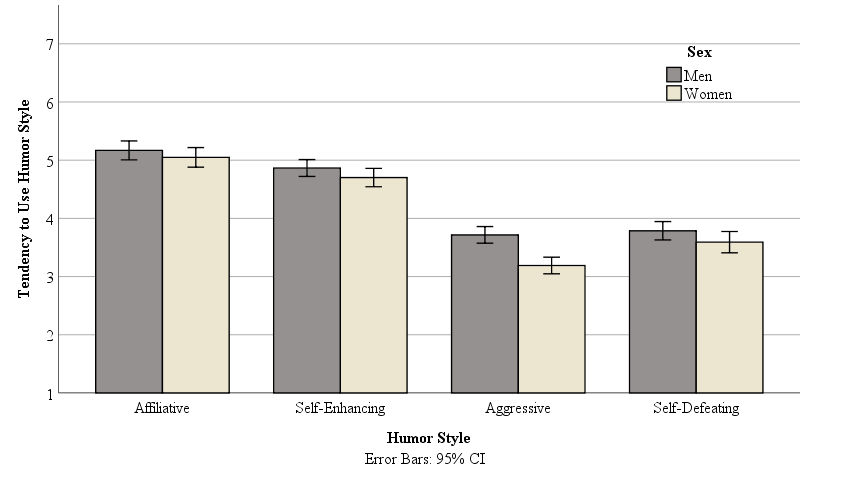 Tendency to Use Humor Style
7
6
5
4
3
2
1
Sex
Men
Women
Affiliative
Self-Enhancing
Aggressive
Self-Defeating
Humor Style
Error Bars: 95% CI